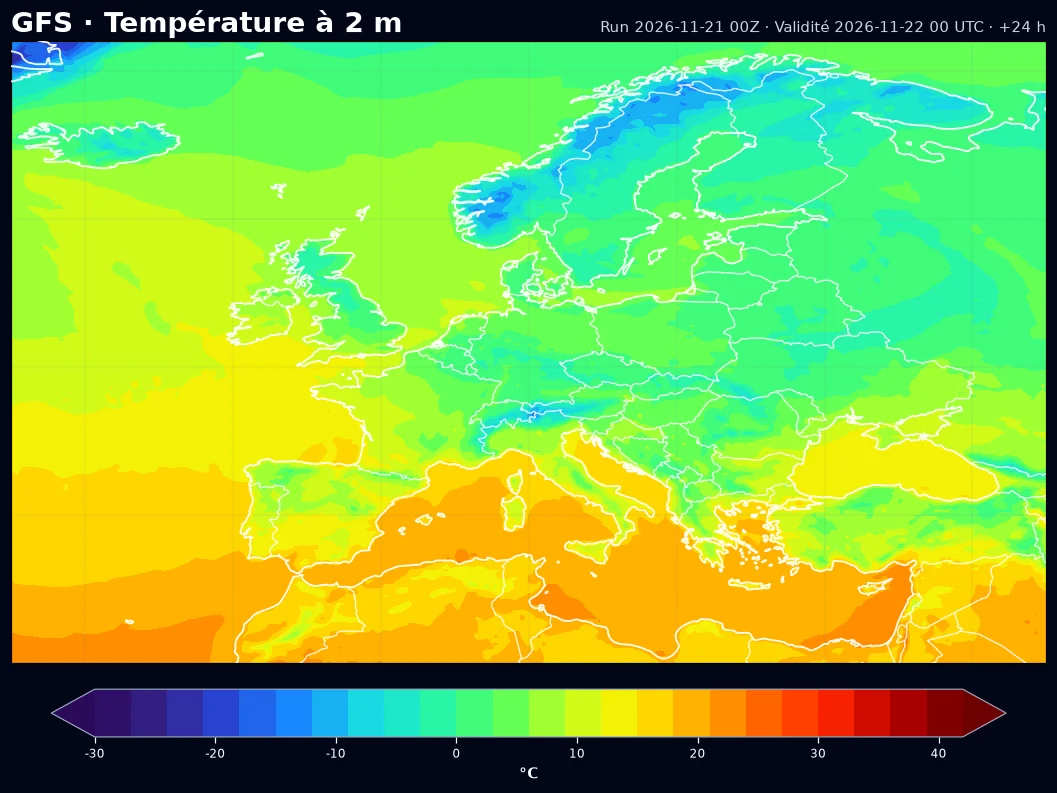 GFS · Température à 2 m
Run 2026-11-21 00Z · Validité 2026-11-22 00 UTC · +24 h
-30 -20 -10 0 10 20 30 40
°C